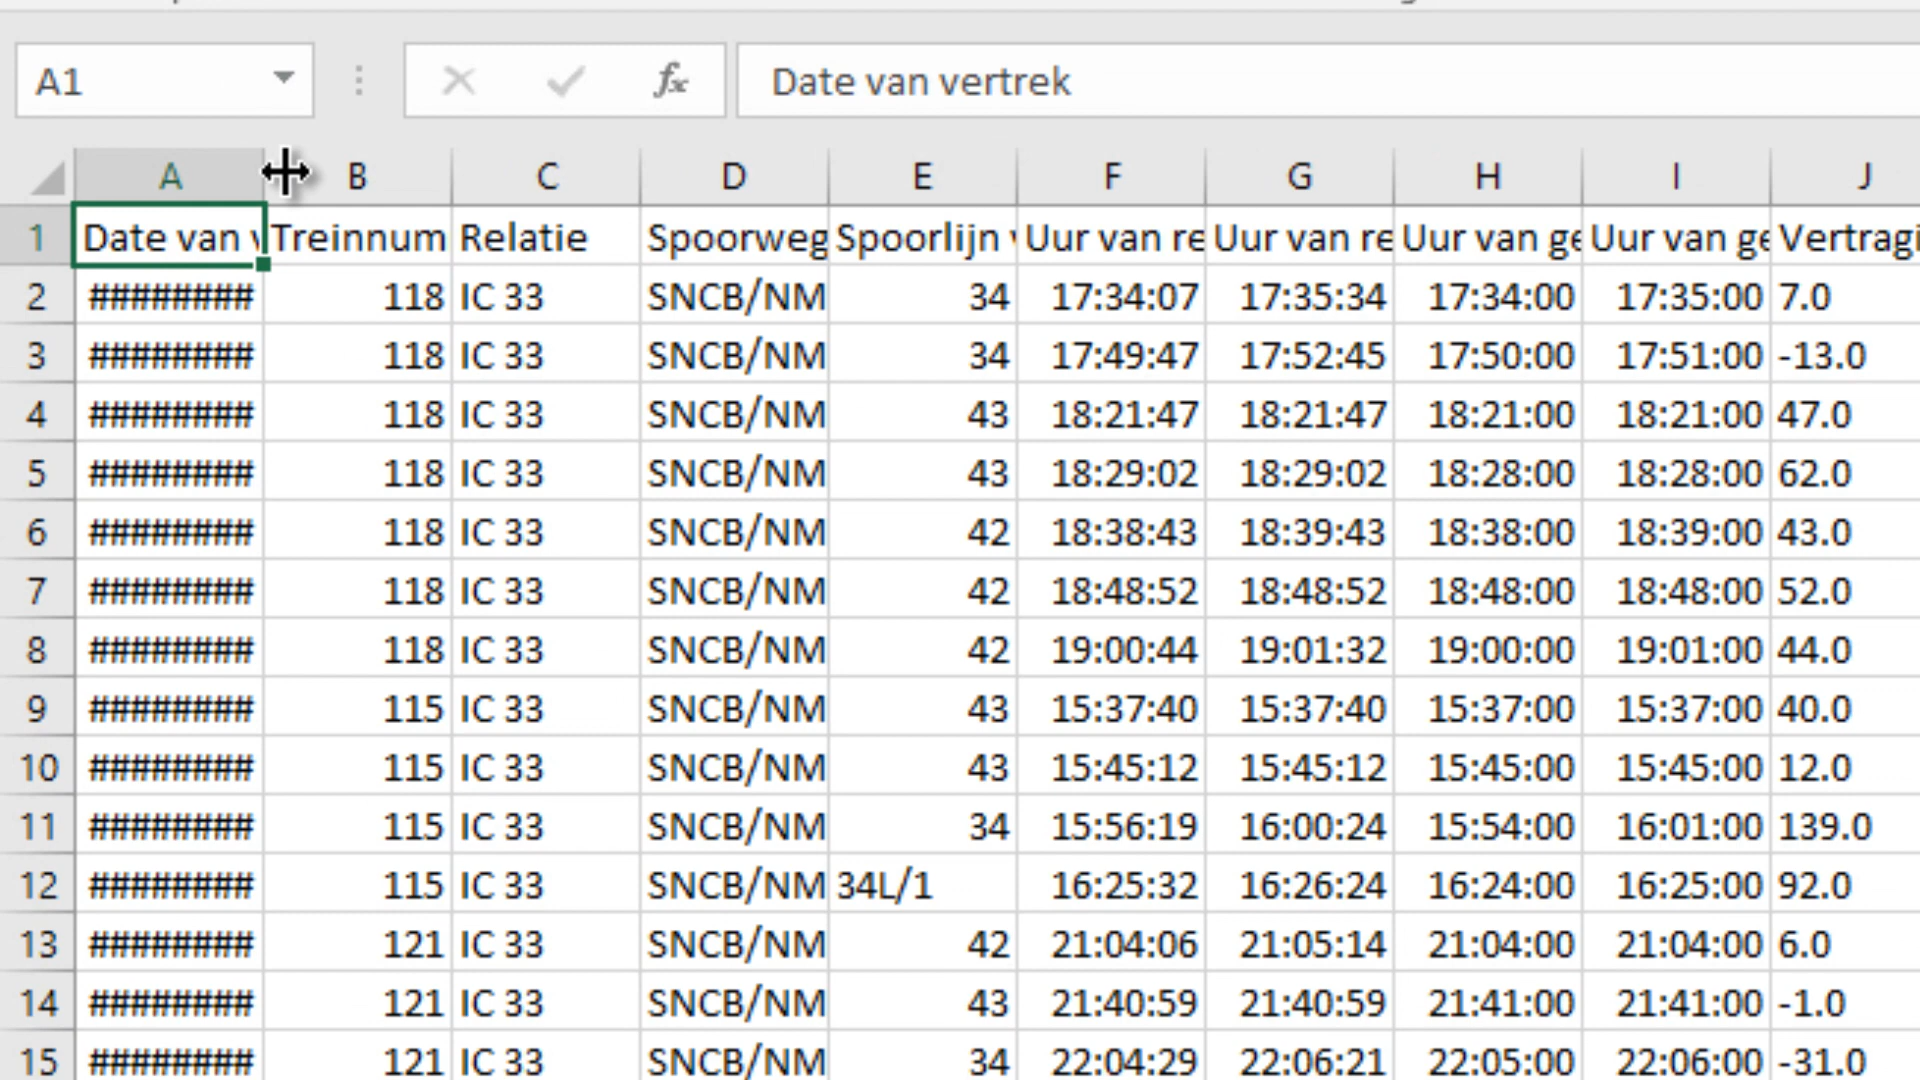 A1 fx Date van vertrek
A B C D E F G H I J
1 Date van Treinnum Relatie Spoorweg Spoorlijn Uur van re Uur van re Uur van ge Uur van ge Vertragi
2 ######## 118 IC 33 SNCB/NM 34 17:34:07 17:35:34 17:34:00 17:35:00 7.0
3 ######## 118 IC 33 SNCB/NM 34 17:49:47 17:52:45 17:50:00 17:51:00 -13.0
4 ######## 118 IC 33 SNCB/NM 43 18:21:47 18:21:47 18:21:00 18:21:00 47.0
5 ######## 118 IC 33 SNCB/NM 43 18:29:02 18:29:02 18:28:00 18:28:00 62.0
6 ######## 118 IC 33 SNCB/NM 42 18:38:43 18:39:43 18:38:00 18:39:00 43.0
7 ######## 118 IC 33 SNCB/NM 42 18:48:52 18:48:52 18:48:00 18:48:00 52.0
8 ######## 118 IC 33 SNCB/NM 42 19:00:44 19:01:32 19:00:00 19:01:00 44.0
9 ######## 115 IC 33 SNCB/NM 43 15:37:40 15:37:40 15:37:00 15:37:00 40.0
10 ######## 115 IC 33 SNCB/NM 43 15:45:12 15:45:12 15:45:00 15:45:00 12.0
11 ######## 115 IC 33 SNCB/NM 34 15:56:19 16:00:24 15:54:00 16:01:00 139.0
12 ######## 115 IC 33 SNCB/NM 34L/1 16:25:32 16:26:24 16:24:00 16:25:00 92.0
13 ######## 121 IC 33 SNCB/NM 42 21:04:06 21:05:14 21:04:00 21:04:00 6.0
14 ######## 121 IC 33 SNCB/NM 43 21:40:59 21:40:59 21:41:00 21:41:00 -1.0
15 ######## 121 IC 33 SNCB/NM 34 22:04:29 22:06:21 22:05:00 22:06:00 -31.0